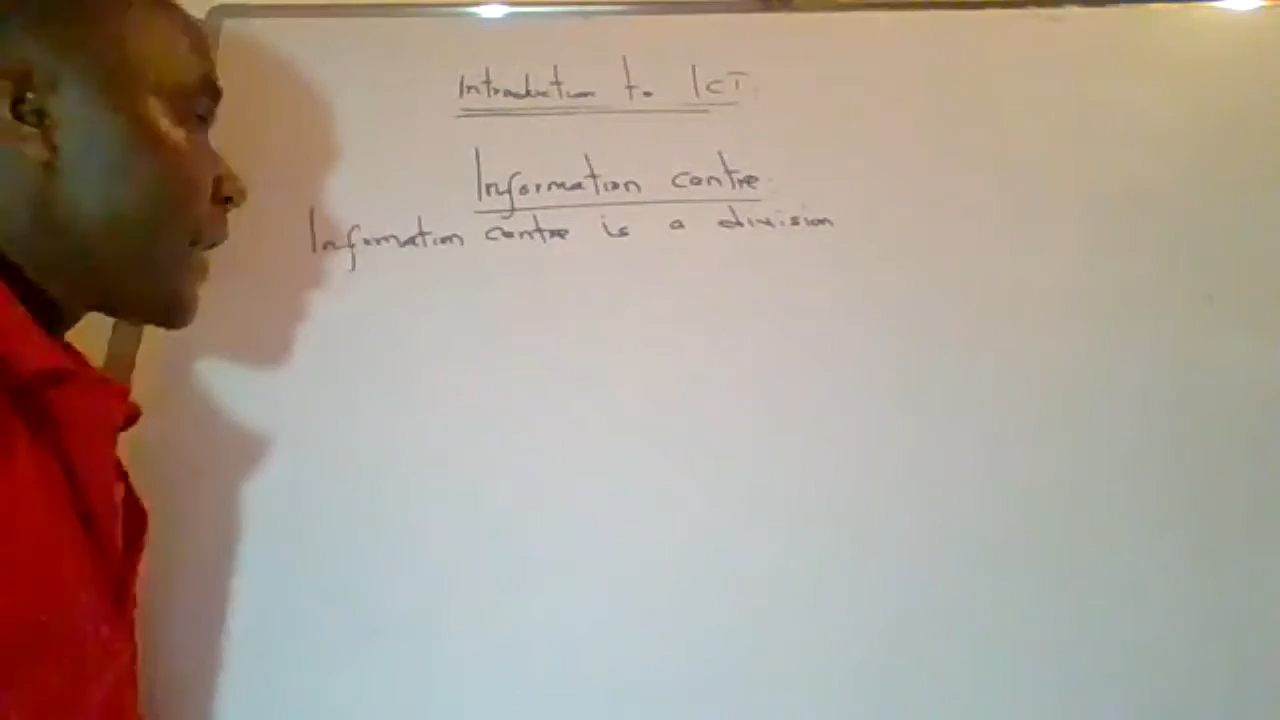 Introduction to ICT
Information centre
Information centre is a division